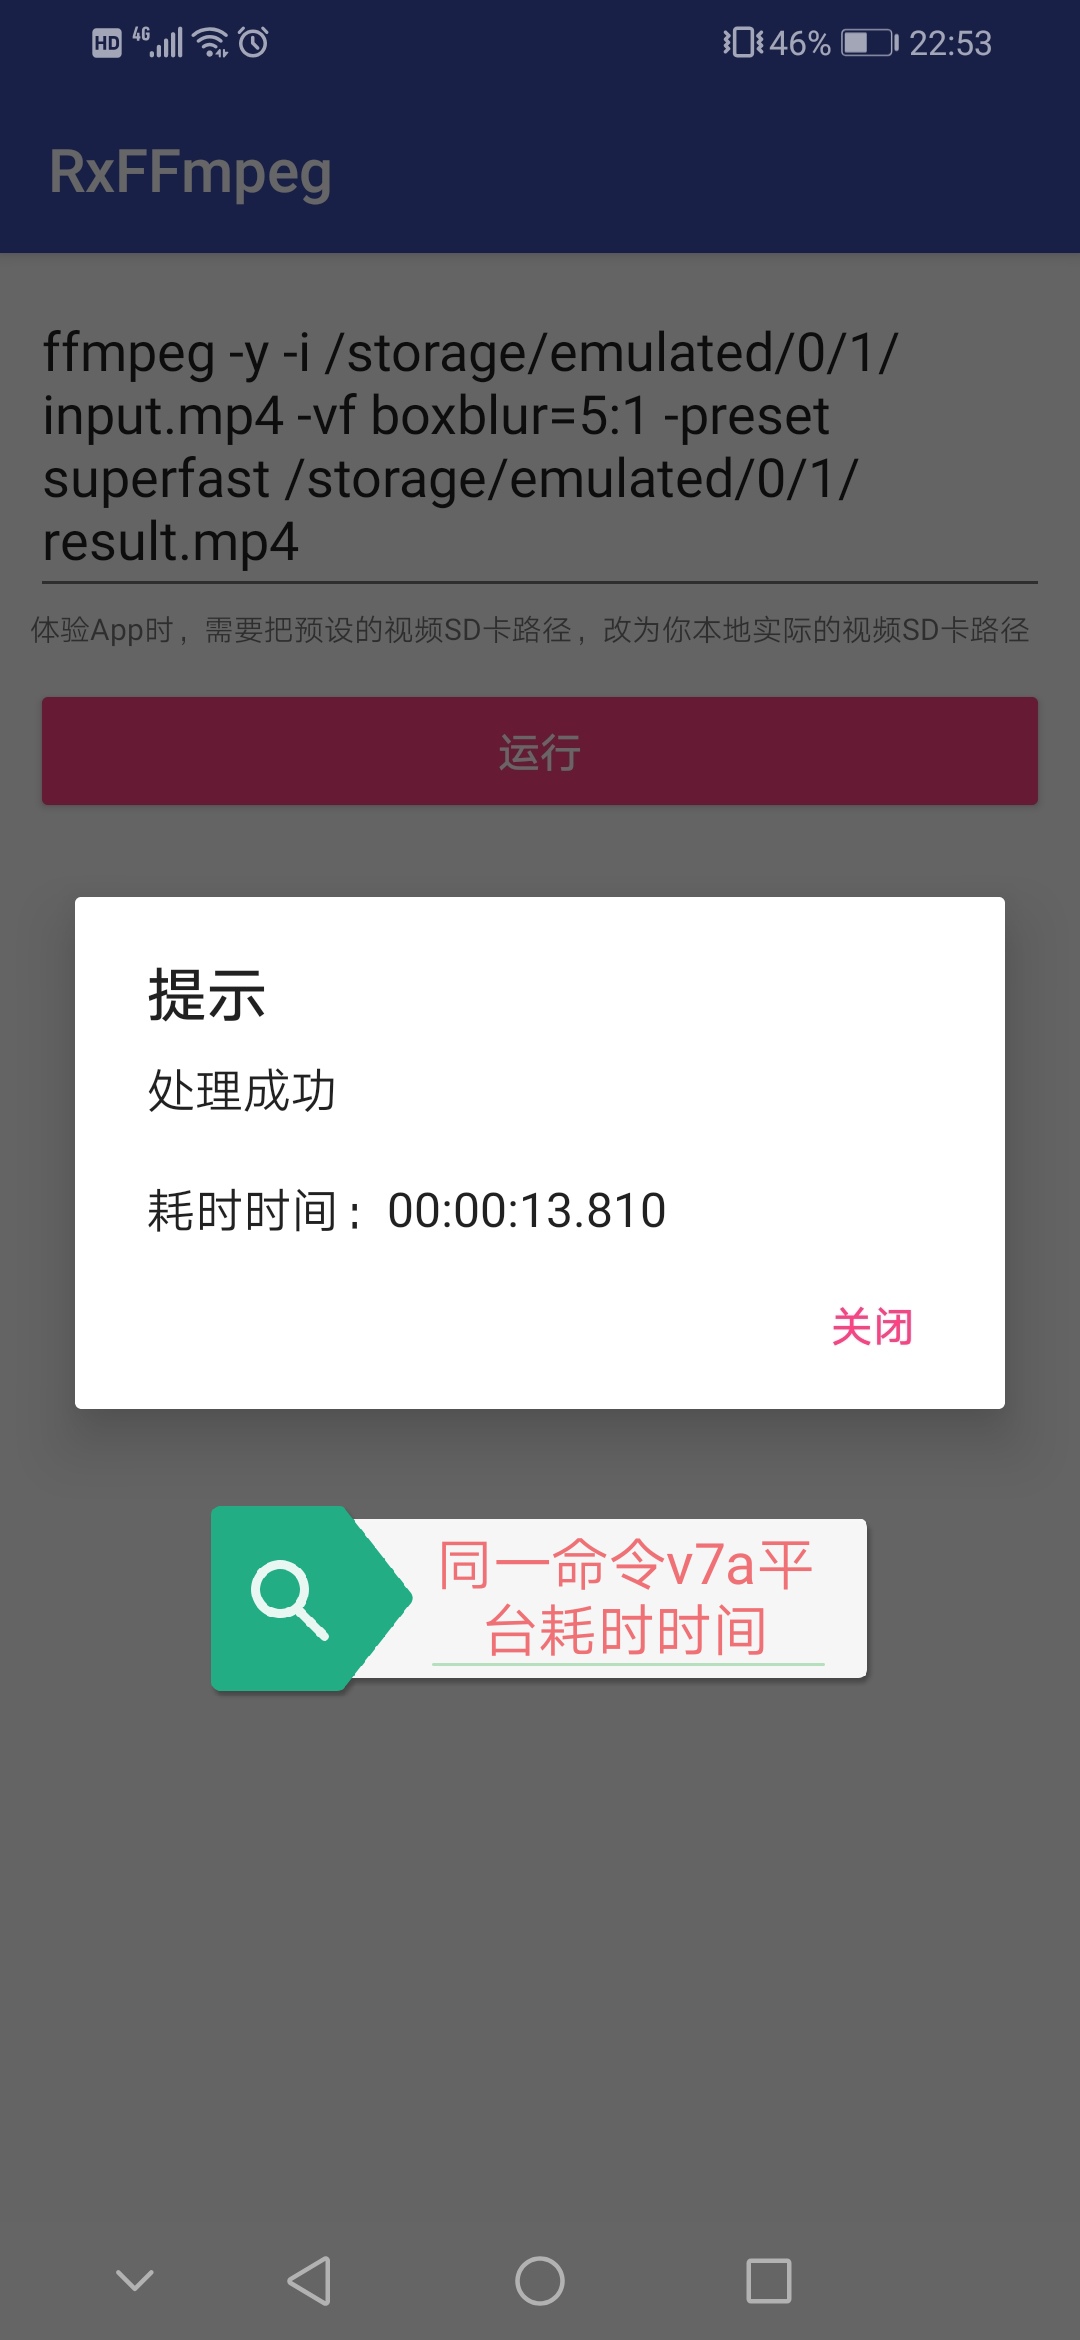 HD 4G 46% 22:53
RxFFmpeg
ffmpeg -y -i /storage/emulated/0/1/
input.mp4 -vf boxblur=5:1 -preset
superfast /storage/emulated/0/1/
result.mp4
体验App时，需要把预设的视频SD卡路径，改为你本地实际的视频SD卡路径
运行
提示
处理成功
耗时时间：00:00:13.810
关闭
同一命令v7a平
台耗时时间